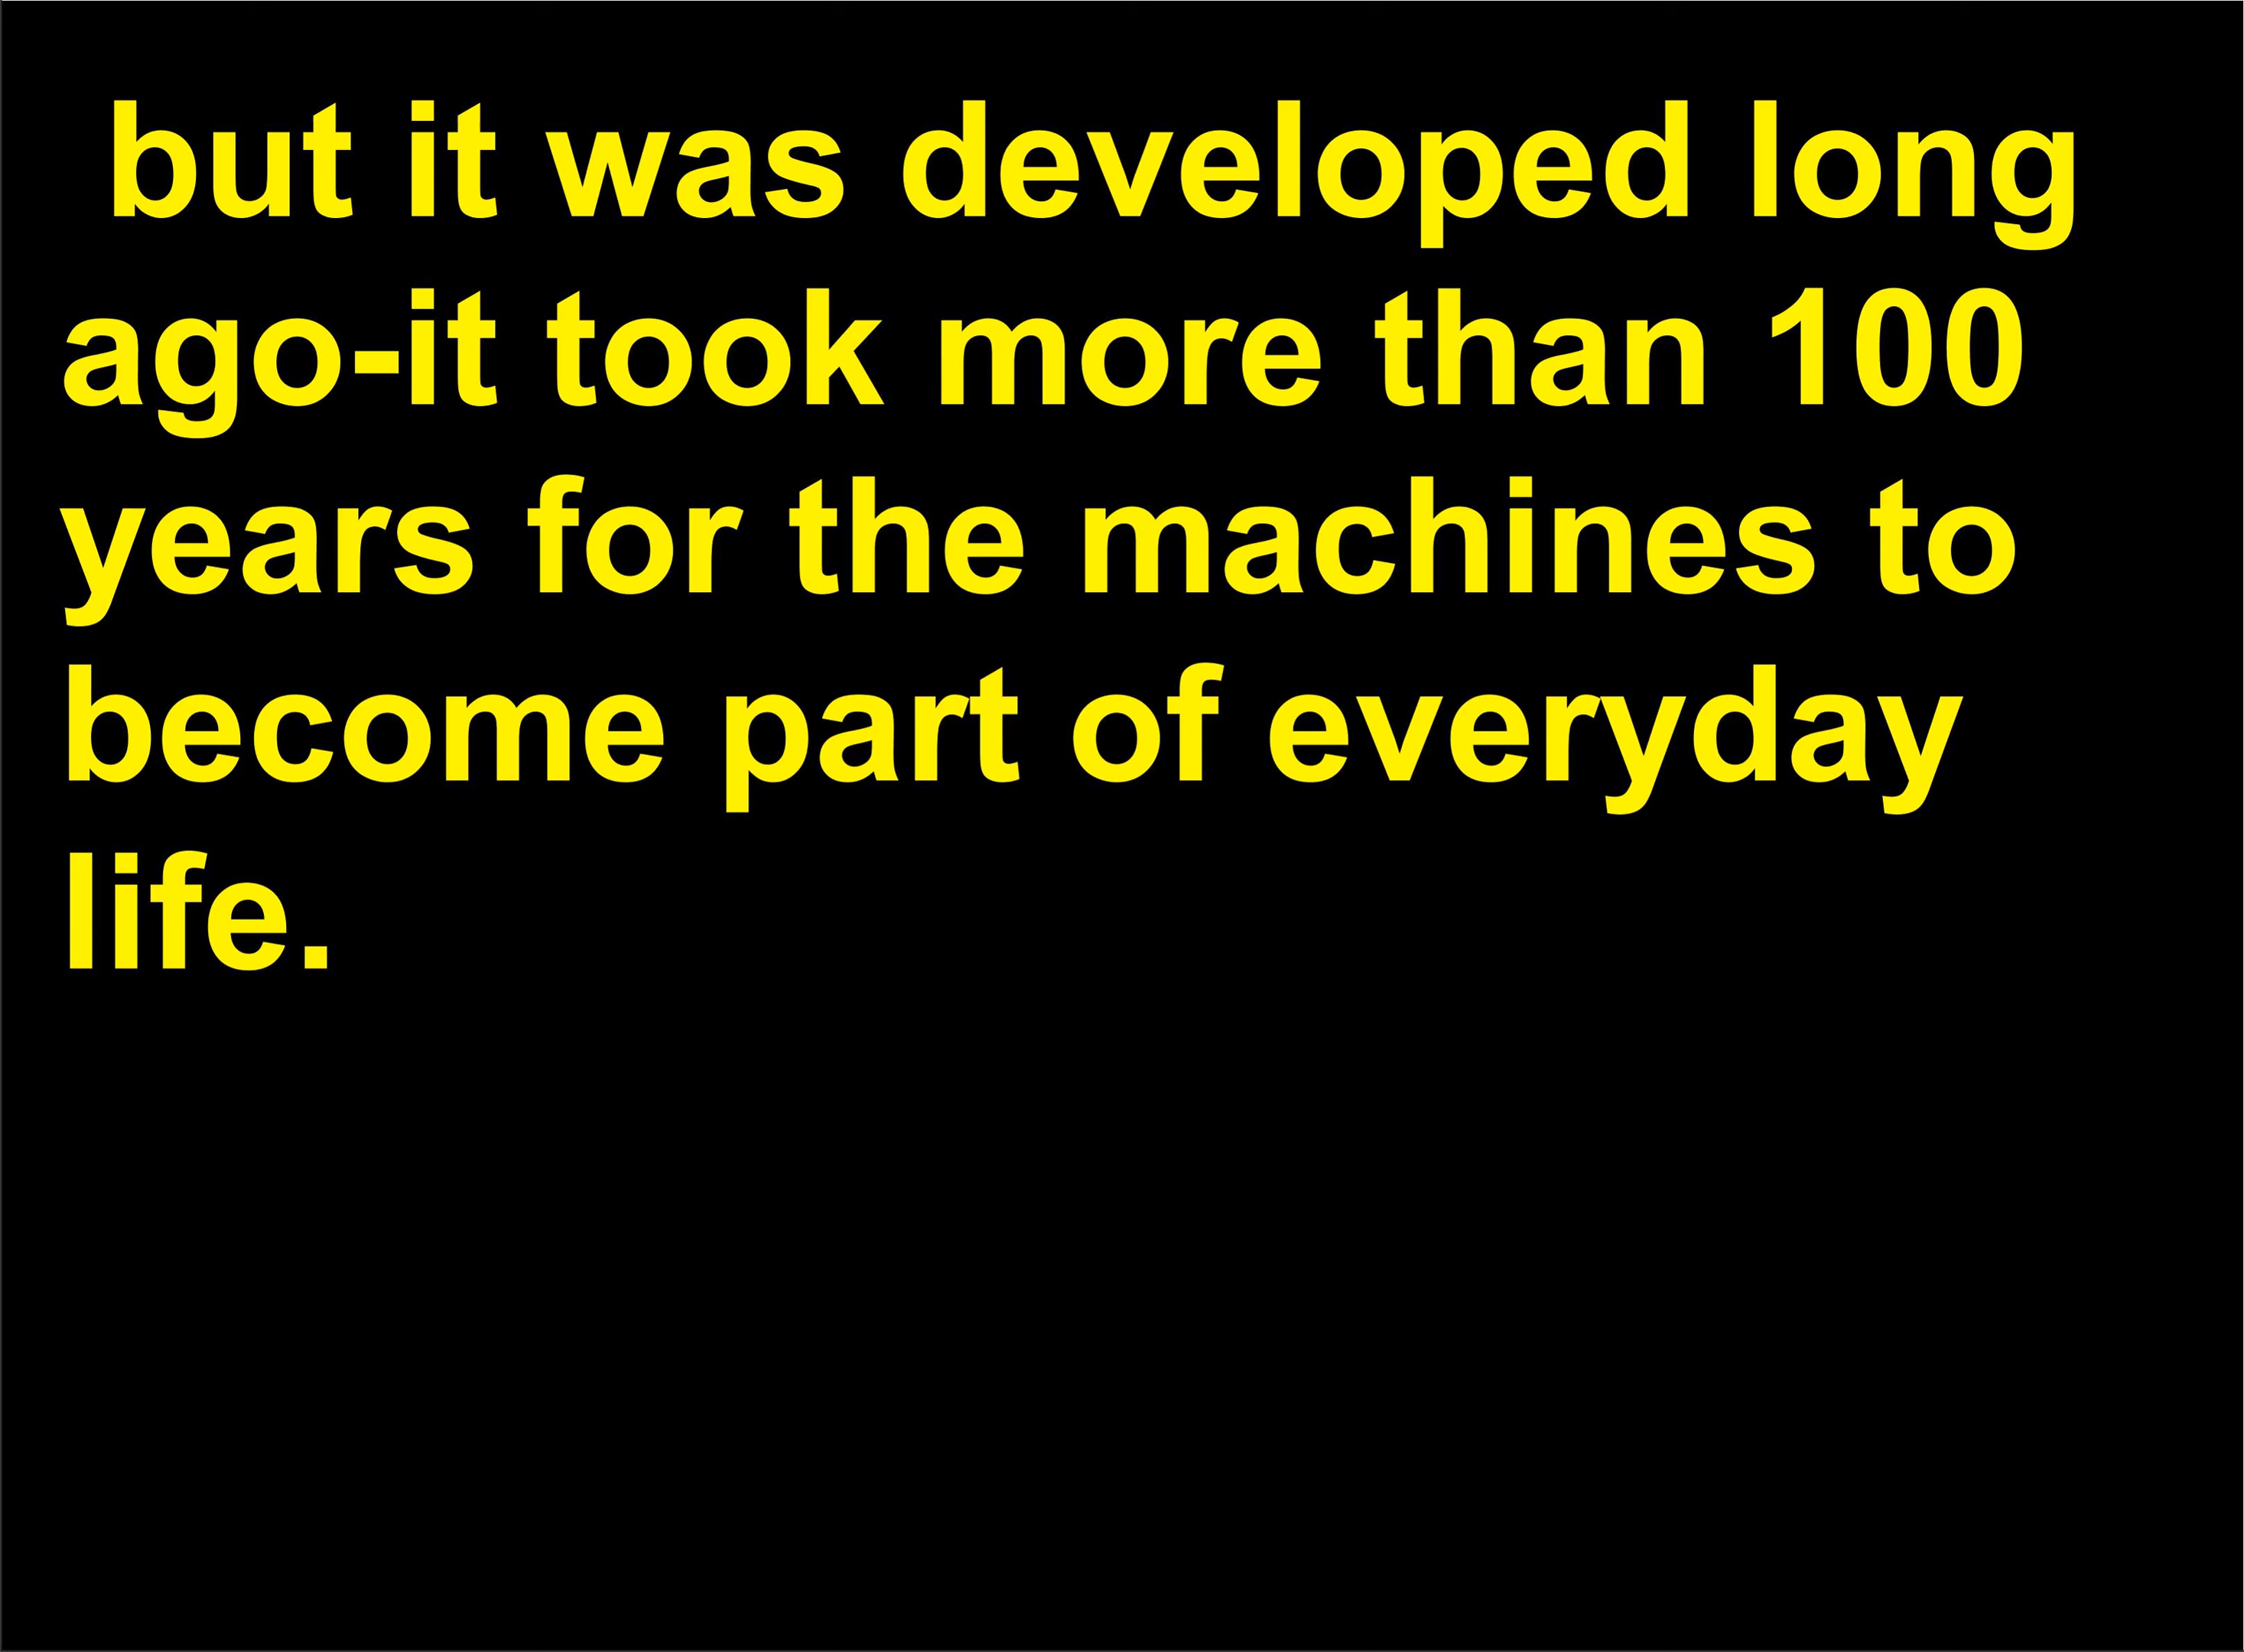 but it was developed long
ago-it took more than 100
years for the machines to
become part of everyday
life.